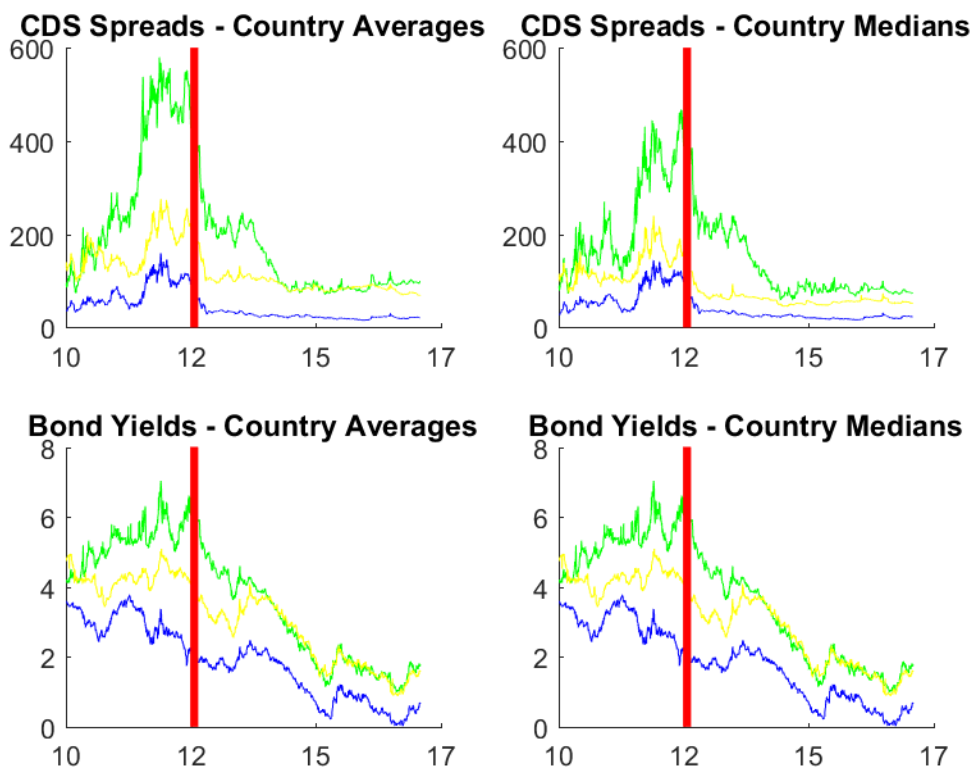 CDS Spreads - Country Averages
600
400
200
0
10 12 15 17
CDS Spreads - Country Medians
600
400
200
0
10 12 15 17
Bond Yields - Country Averages
8
6
4
2
0
10 12 15 17
Bond Yields - Country Medians
8
6
4
2
0
10 12 15 17